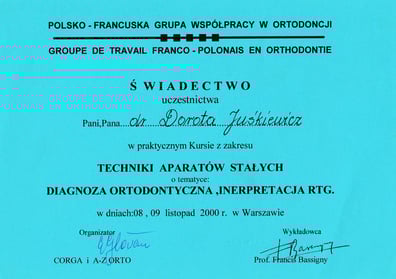 POLSKO - FRANCUSKA GRUPA WSPÓŁPRACY W ORTODONCJI
GROUPE DE TRAVAIL FRANCO - POLONAIS EN ORTHODONTIE
Ś WIADECTWO
uczestnictwa
Pani,Pana dr Dorota Juśkiewicz
w praktycznym Kursie z zakresu
TECHNIKI APARATÓW STAŁYCH
o tematyce:
DIAGNOZA ORTODONTYCZNA ,INERPRETACJA RTG.
w dniach:08 , 09 listopad 2000 r. w Warszawie
Organizator
Wykładowca
CORGA i A-Z ORTO
Prof. Francis Bassigny